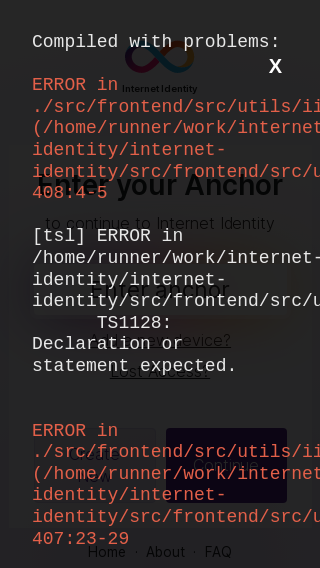 Compiled with problems:
X
Internet Identity
ERROR in
./src/frontend/src/utils/ii
(/home/runner/work/internet
identity/internet-
identity/src/frontend/src/u
408:4-5
Enter your Anchor
to continue to Internet Identity
[tsl] ERROR in
/home/runner/work/internet-
identity/internet-
identity/src/frontend/src/u
Enter anchor
TS1128:
Declaration or
statement expected.
Lost Access?
ERROR in
./src/frontend/src/utils/ii
(/home/runner/work/internet
identity/internet-
identity/src/frontend/src/u
407:23-29
Continue
Home · About · FAQ